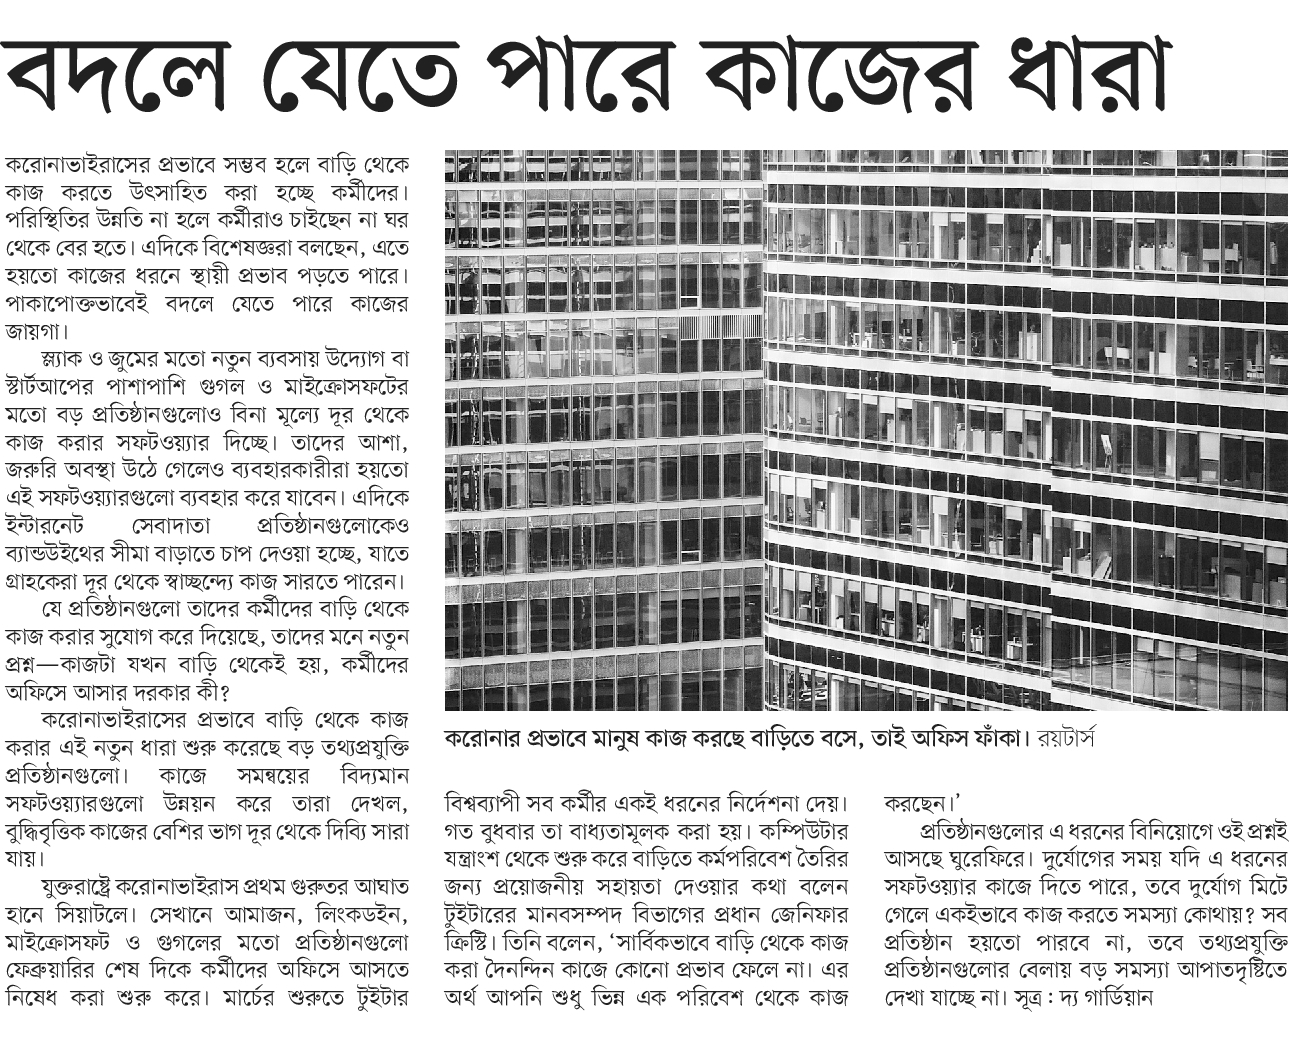 বদলে যেতে পারে কাজের ধারা
করোনাভাইরাসের প্রভাবে সম্ভব হলে বাড়ি থেকে
কাজ করতে উৎসাহিত করা হচ্ছে কর্মীদের।
পরিস্থিতির উন্নতি না হলে কর্মীরাও চাইছেন না ঘর
থেকে বের হতে। এদিকে বিশেষজ্ঞরা বলছেন, এতে
হয়তো কাজের ধরনে স্থায়ী প্রভাব পড়তে পারে।
পাকাপোক্তভাবেই বদলে যেতে পারে কাজের
জায়গা।
স্ল্যাক ও জুমের মতো নতুন ব্যবসায় উদ্যোগ বা
স্টার্টআপের পাশাপাশি গুগল ও মাইক্রোসফটের
মতো বড় প্রতিষ্ঠানগুলোও বিনা মূল্যে দূর থেকে
কাজ করার সফটওয়্যার দিচ্ছে। তাদের আশা,
জরুরি অবস্থা উঠে গেলেও ব্যবহারকারীরা হয়তো
এই সফটওয়্যারগুলো ব্যবহার করে যাবেন। এদিকে
ইন্টারনেট সেবাদাতা প্রতিষ্ঠানগুলোকেও
ব্যান্ডউইথের সীমা বাড়াতে চাপ দেওয়া হচ্ছে, যাতে
গ্রাহকেরা দূর থেকে স্বাচ্ছন্দ্যে কাজ সারতে পারেন।
যে প্রতিষ্ঠানগুলো তাদের কর্মীদের বাড়ি থেকে
কাজ করার সুযোগ করে দিয়েছে, তাদের মনে নতুন
প্রশ্ন—কাজটা যখন বাড়ি থেকেই হয়, কর্মীদের
অফিসে আসার দরকার কী?
করোনাভাইরাসের প্রভাবে বাড়ি থেকে কাজ
করার এই নতুন ধারা শুরু করেছে বড় তথ্যপ্রযুক্তি
প্রতিষ্ঠানগুলো। কাজে সমন্বয়ের বিদ্যমান
সফটওয়্যারগুলো উন্নয়ন করে তারা দেখল,
বুদ্ধিবৃত্তিক কাজের বেশির ভাগ দূর থেকে দিব্যি সারা
যায়।
যুক্তরাষ্ট্রে করোনাভাইরাস প্রথম গুরুতর আঘাত
হানে সিয়াটলে। সেখানে আমাজন, লিংকডইন,
মাইক্রোসফট ও গুগলের মতো প্রতিষ্ঠানগুলো
ফেব্রুয়ারির শেষ দিকে কর্মীদের অফিসে আসতে
নিষেধ করা শুরু করে। মার্চের শুরুতে টুইটার
করোনার প্রভাবে মানুষ কাজ করছে বাড়িতে বসে, তাই অফিস ফাঁকা। রয়টার্স
বিশ্বব্যাপী সব কর্মীর একই ধরনের নির্দেশনা দেয়।
গত বুধবার তা বাধ্যতামূলক করা হয়। কম্পিউটার
যন্ত্রাংশ থেকে শুরু করে বাড়িতে কর্মপরিবেশ তৈরির
জন্য প্রয়োজনীয় সহায়তা দেওয়ার কথা বলেন
টুইটারের মানবসম্পদ বিভাগের প্রধান জেনিফার
ক্রিস্টি। তিনি বলেন, ‘সার্বিকভাবে বাড়ি থেকে কাজ
করা দৈনন্দিন কাজে কোনো প্রভাব ফেলে না। এর
অর্থ আপনি শুধু ভিন্ন এক পরিবেশ থেকে কাজ
করছেন।’
প্রতিষ্ঠানগুলোর এ ধরনের বিনিয়োগে ওই প্রশ্নই
আসছে ঘুরেফিরে। দুর্যোগের সময় যদি এ ধরনের
সফটওয়্যার কাজে দিতে পারে, তবে দুর্যোগ মিটে
গেলে একইভাবে কাজ করতে সমস্যা কোথায়? সব
প্রতিষ্ঠান হয়তো পারবে না, তবে তথ্যপ্রযুক্তি
প্রতিষ্ঠানগুলোর বেলায় বড় সমস্যা আপাতদৃষ্টিতে
দেখা যাচ্ছে না। সূত্র : দ্য গার্ডিয়ান